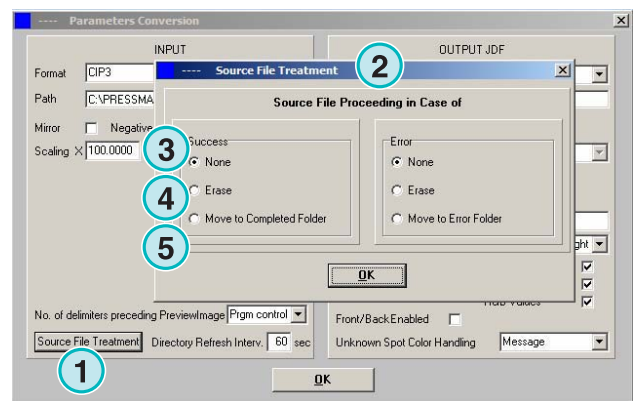 ---- Parameters Conversion
INPUT
OUTPUT JDF
Format CIP3
---- Source File Treatment
2
Path C:\PRESSMA
Source File Proceeding in Case of
Mirror Negative
Scaling X 100.0000
3
Success
None
4
Erase
Move to Completed Folder
5
Error
None
Erase
Move to Error Folder
OK
No. of delimiters preceding PreviewImage Prgm control
Source File Treatment Directory Refresh Interv. 60 sec
1
Front/BackEnabled
Unknown Spot Color Handling Message
OK